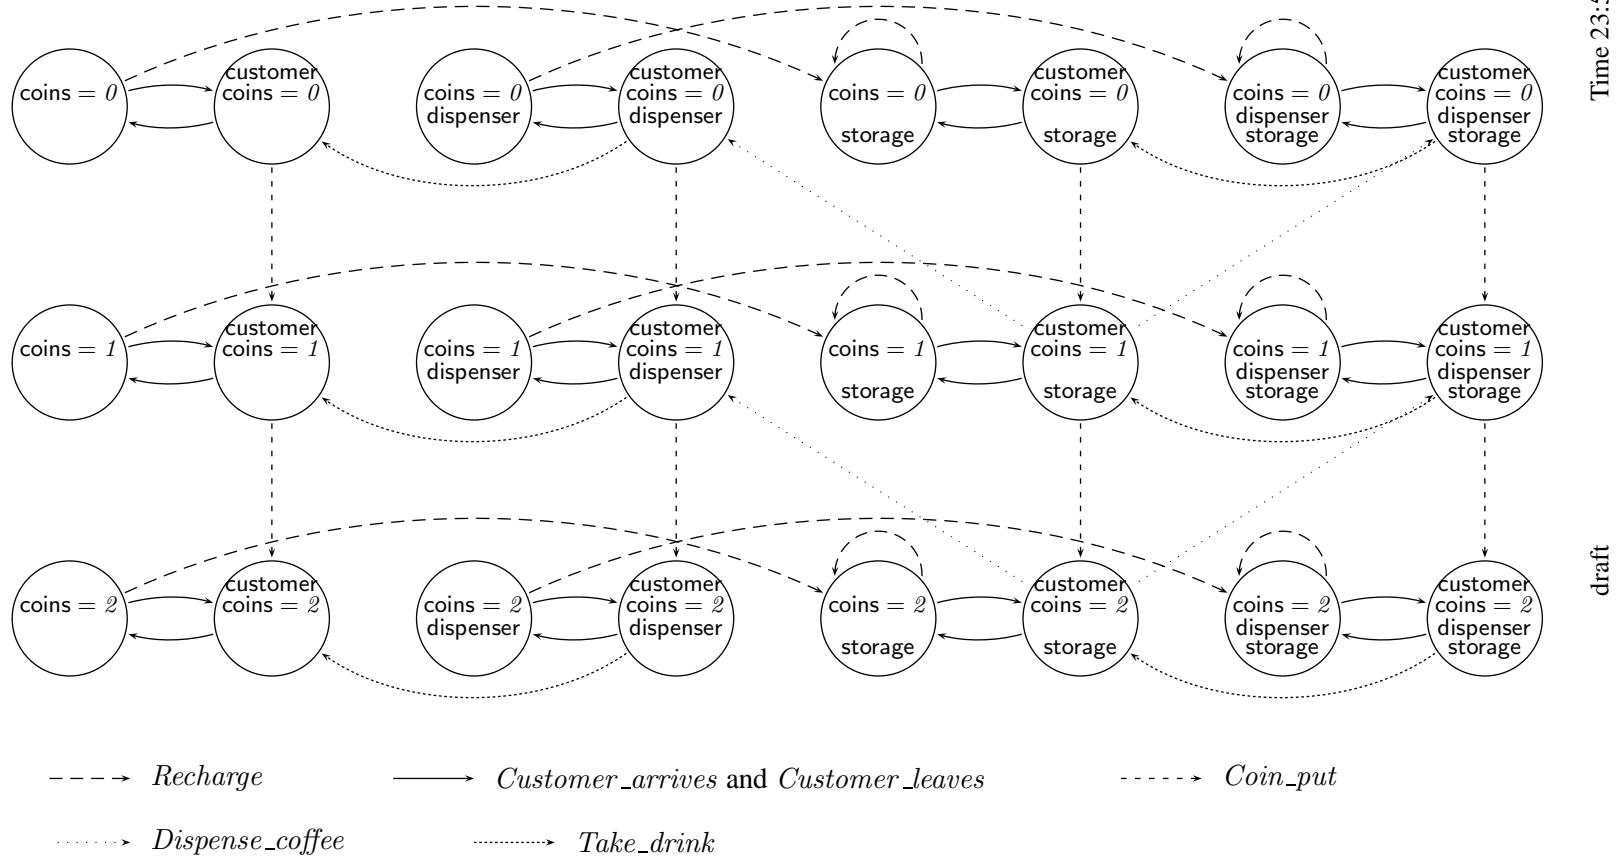 Time 23:5
coins = 0
customer
coins = 0
coins = 0
dispenser
customer
coins = 0
dispenser
coins = 0
storage
customer
coins = 0
storage
coins = 0
dispenser
storage
customer
coins = 0
dispenser
storage
coins = 1
customer
coins = 1
coins = 1
dispenser
customer
coins = 1
dispenser
coins = 1
storage
customer
coins = 1
storage
coins = 1
dispenser
storage
customer
coins = 1
dispenser
storage
draft
coins = 2
customer
coins = 2
coins = 2
dispenser
customer
coins = 2
dispenser
coins = 2
storage
customer
coins = 2
storage
coins = 2
dispenser
storage
customer
coins = 2
dispenser
storage
Recharge
Customer_arrives and Customer_leaves
Coin_put
Dispense_coffee
Take_drink